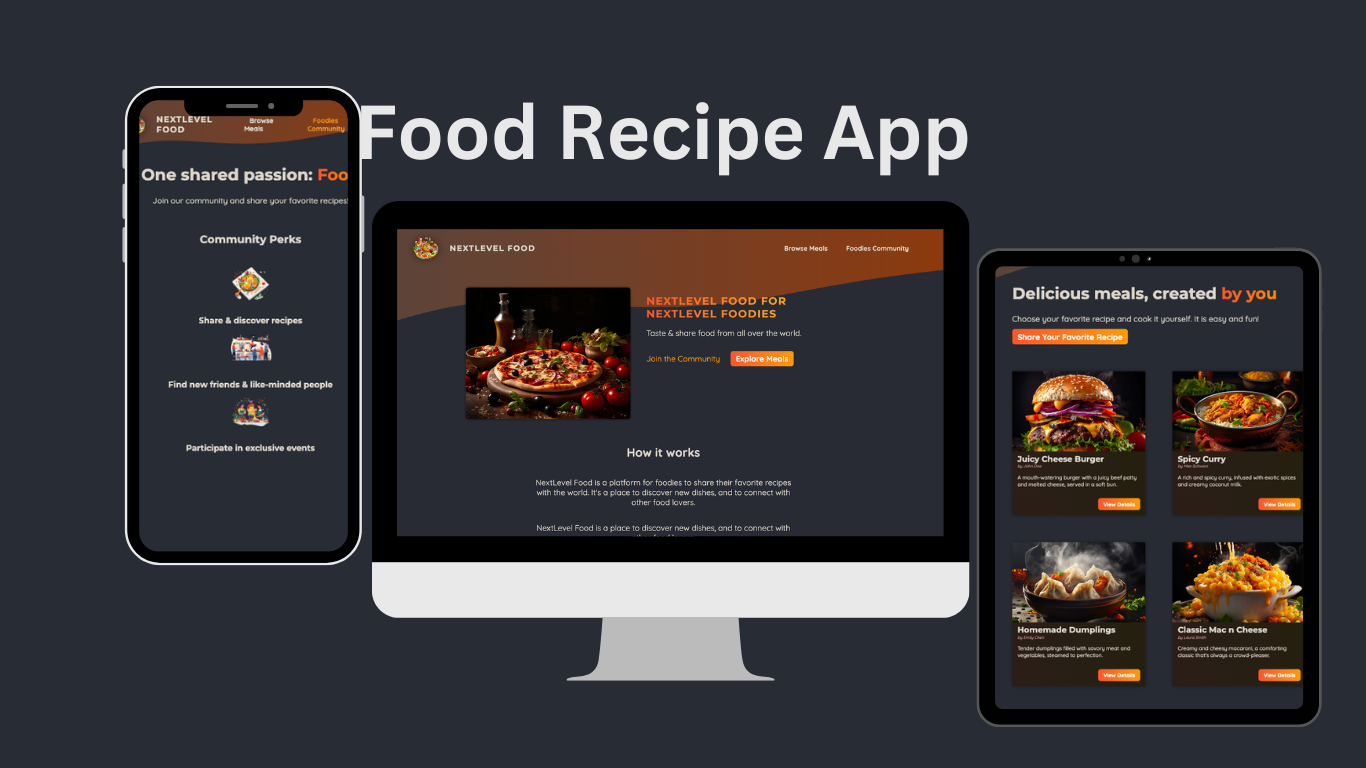 Food Recipe App
NEXTLEVEL
FOOD
Browse
Meals
Foodies
Community
One shared passion: Foo
Join our community and share your favorite recipes!
Community Perks
Share & discover recipes
Find new friends & like-minded people
Participate in exclusive events
NEXTLEVEL FOOD
Browse Meals
Foodies Community
NEXTLEVEL FOOD FOR
NEXTLEVEL FOODIES
Taste & share food from all over the world.
Join the Community
Explore Meals
How it works
NextLevel Food is a platform for foodies to share their favorite recipes
with the world. It's a place to discover new dishes, and to connect with
other food lovers.
NextLevel Food is a place to discover new dishes, and to connect with
Delicious meals, created by you
Choose your favorite recipe and cook it yourself. It is easy and fun!
Share Your Favorite Recipe
Juicy Cheese Burger
by John Doe
A mouth-watering burger with a juicy beef patty
and melted cheese, served in a soft bun.
View Details
Spicy Curry
by Max Schwarz
A rich and spicy curry, infused with exotic spices
and creamy coconut milk.
View Details
Homemade Dumplings
by Emily Chen
Tender dumplings filled with savory meat and
vegetables, steamed to perfection.
View Details
Classic Mac n Cheese
by Laura Smith
Creamy and cheesy macaroni, a comforting
classic that's always a crowd-pleaser.
View Details